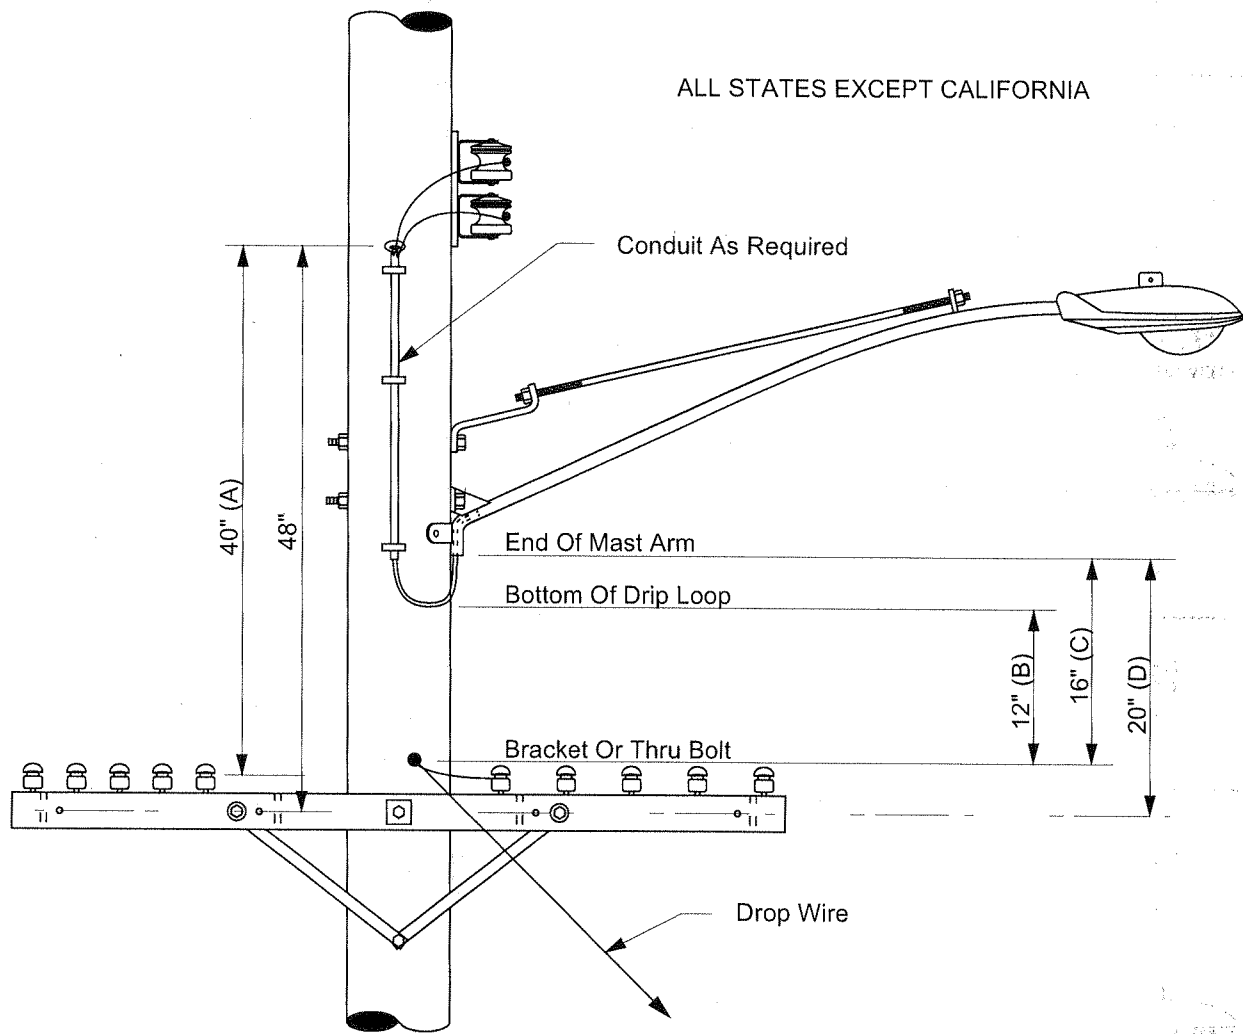 ALL STATES EXCEPT CALIFORNIA
Conduit As Required
40" (A)
48"
End Of Mast Arm
Bottom Of Drip Loop
12" (B)
16" (C)
20" (D)
Bracket Or Thru Bolt
Drop Wire